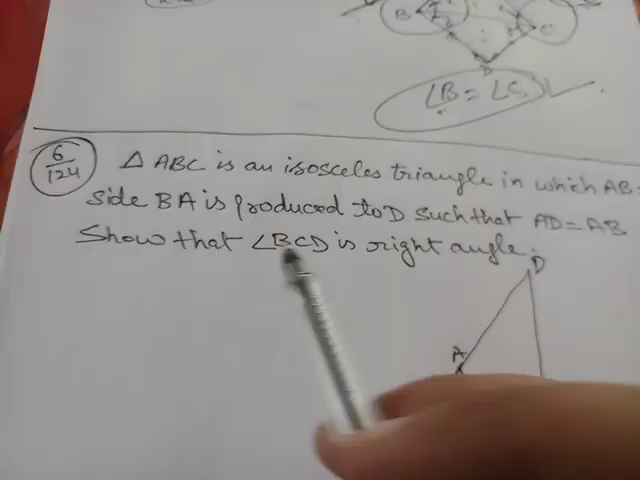 B
C
D
∠B = ∠C
6/124
△ ABC is an isosceles triangle in which AB=
side BA is produced to D such that AD = AB
Show that ∠BCD is right angle.
D
A